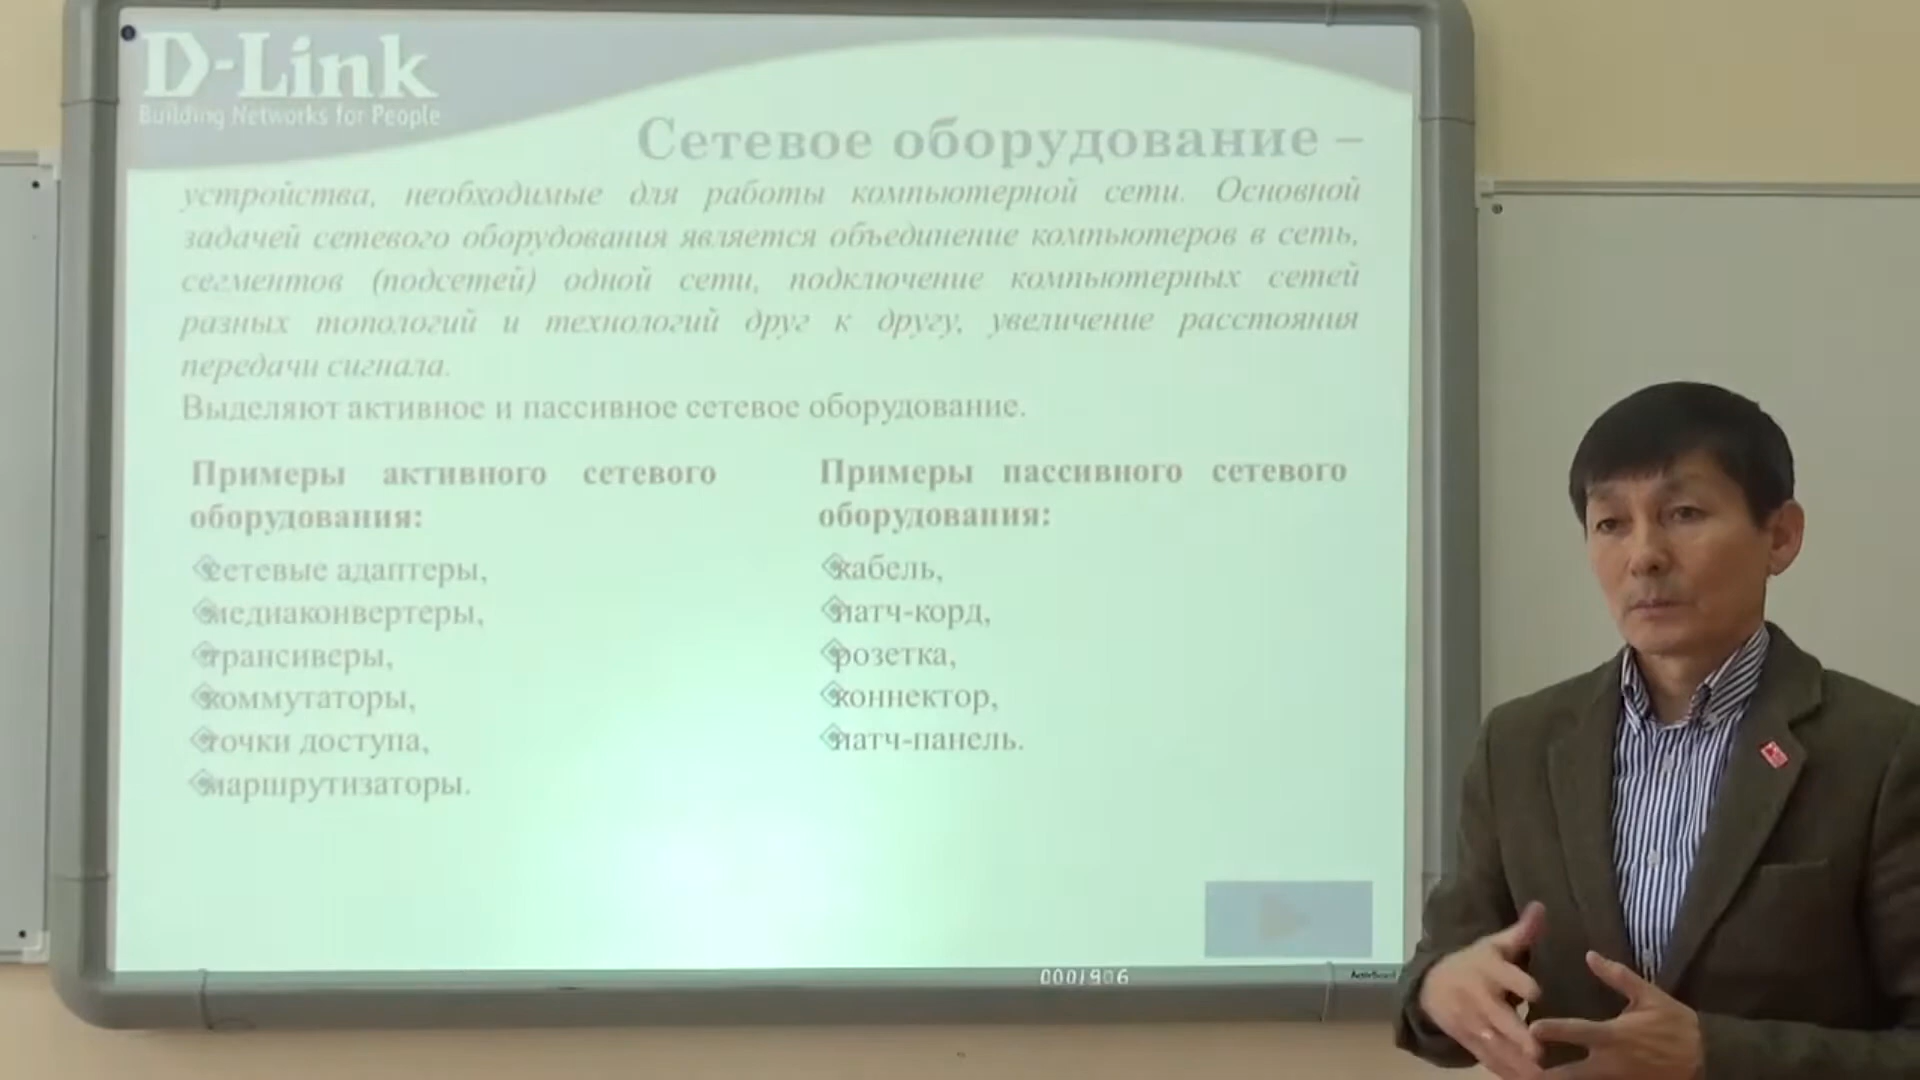 D-Link
Building Networks for People
Сетевое оборудование –
устройства, необходимые для работы компьютерной сети. Основной
задачей сетевого оборудования является объединение компьютеров в сеть,
сегментов (подсетей) одной сети, подключение компьютерных сетей
разных топологий и технологий друг к другу, увеличение расстояния
передачи сигнала.
Выделяют активное и пассивное сетевое оборудование.
Примеры активного сетевого
оборудования:
сетевые адаптеры,
медиаконвертеры,
трансиверы,
коммутаторы,
точки доступа,
маршрутизаторы.
Примеры пассивного сетевого
оборудования:
кабель,
патч-корд,
розетка,
коннектор,
патч-панель.